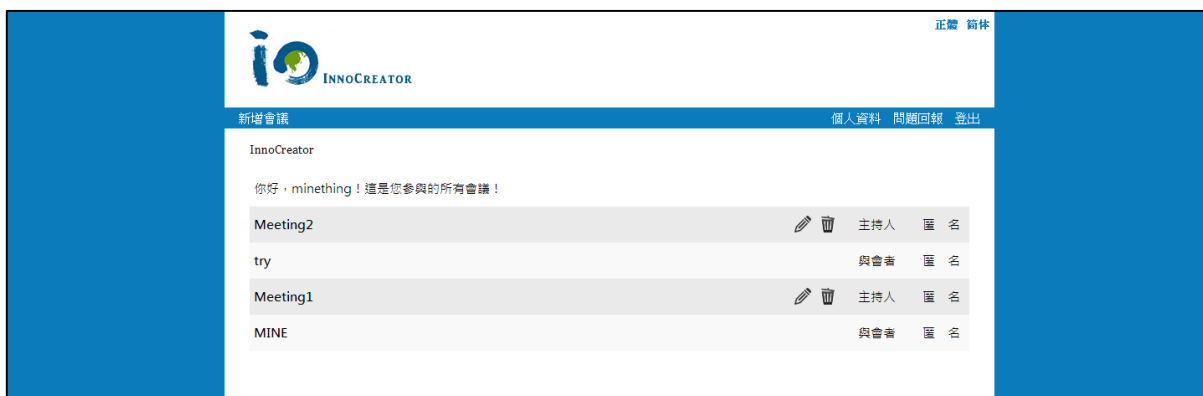 正體 简体
INNOCREATOR
新增會議 個人資料 問題回報 登出
InnoCreator
你好，minething！這是您參與的所有會議！
Meeting2 主持人 匿 名
try 與會者 匿 名
Meeting1 主持人 匿 名
MINE 與會者 匿 名